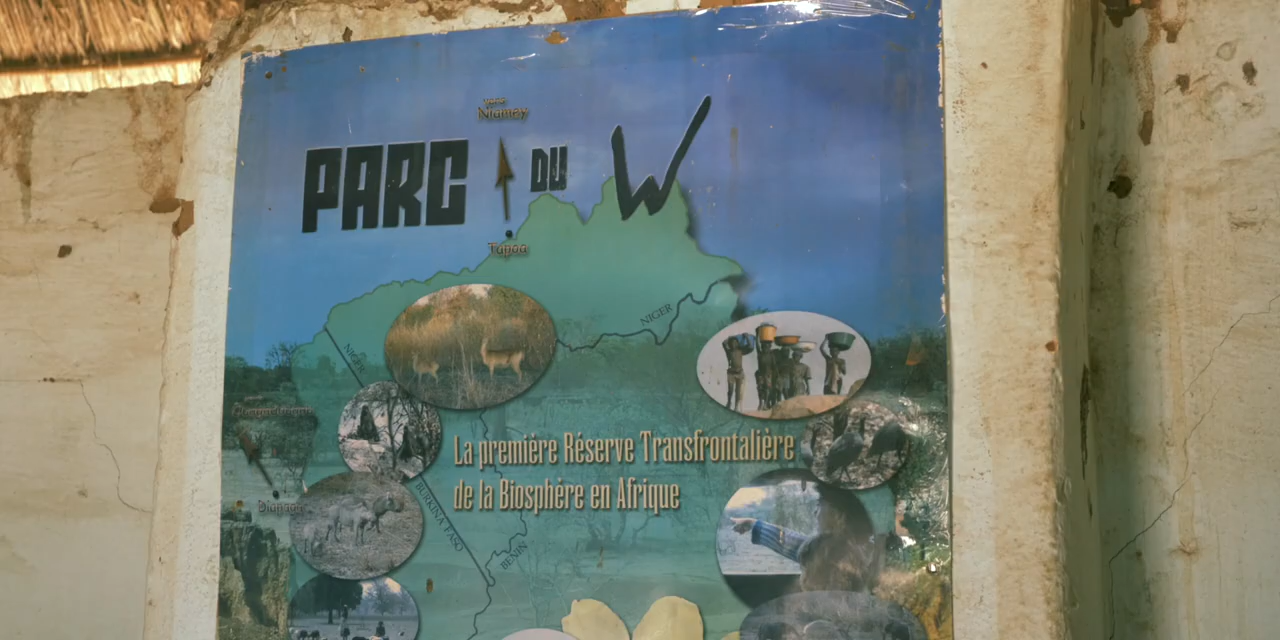 vers
Niamey
PARC DU W
Tapoa
NIGER
NIGER
La première Réserve Transfrontalière
de la Biosphère en Afrique
Diapaga
BURKINA FASO
BENIN